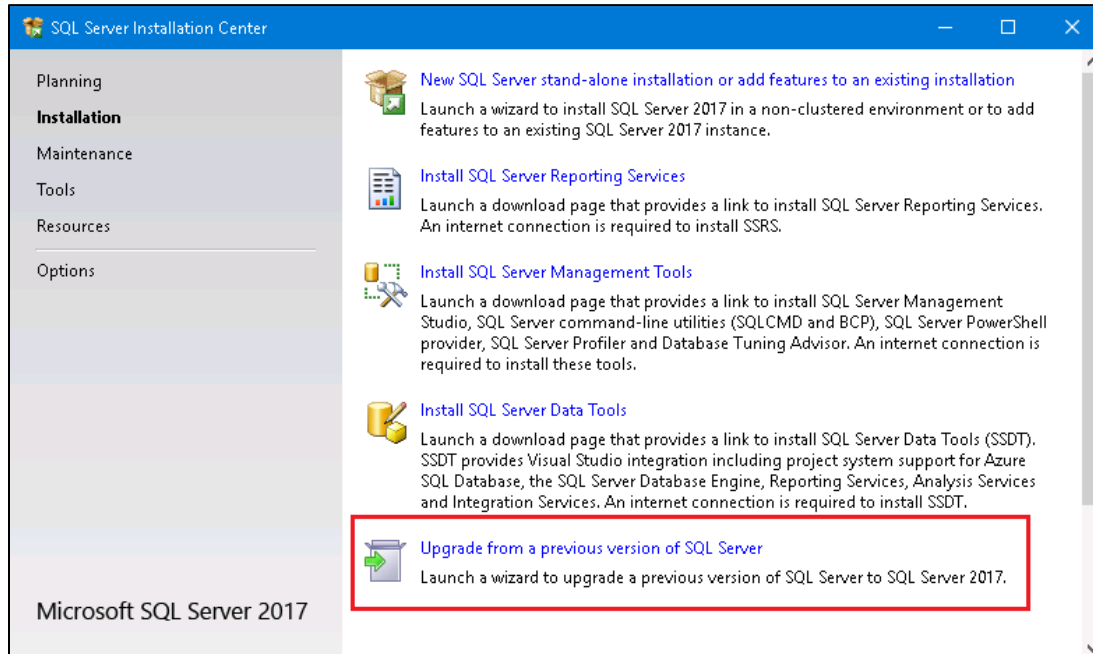 SQL Server Installation Center
Planning
Installation
Maintenance
Tools
Resources
Options
Microsoft SQL Server 2017
New SQL Server stand-alone installation or add features to an existing installation
Launch a wizard to install SQL Server 2017 in a non-clustered environment or to add
features to an existing SQL Server 2017 instance.
Install SQL Server Reporting Services
Launch a download page that provides a link to install SQL Server Reporting Services.
An internet connection is required to install SSRS.
Install SQL Server Management Tools
Launch a download page that provides a link to install SQL Server Management
Studio, SQL Server command-line utilities (SQLCMD and BCP), SQL Server PowerShell
provider, SQL Server Profiler and Database Tuning Advisor. An internet connection is
required to install these tools.
Install SQL Server Data Tools
Launch a download page that provides a link to install SQL Server Data Tools (SSDT).
SSDT provides Visual Studio integration including project system support for Azure
SQL Database, the SQL Server Database Engine, Reporting Services, Analysis Services
and Integration Services. An internet connection is required to install SSDT.
Upgrade from a previous version of SQL Server
Launch a wizard to upgrade a previous version of SQL Server to SQL Server 2017.